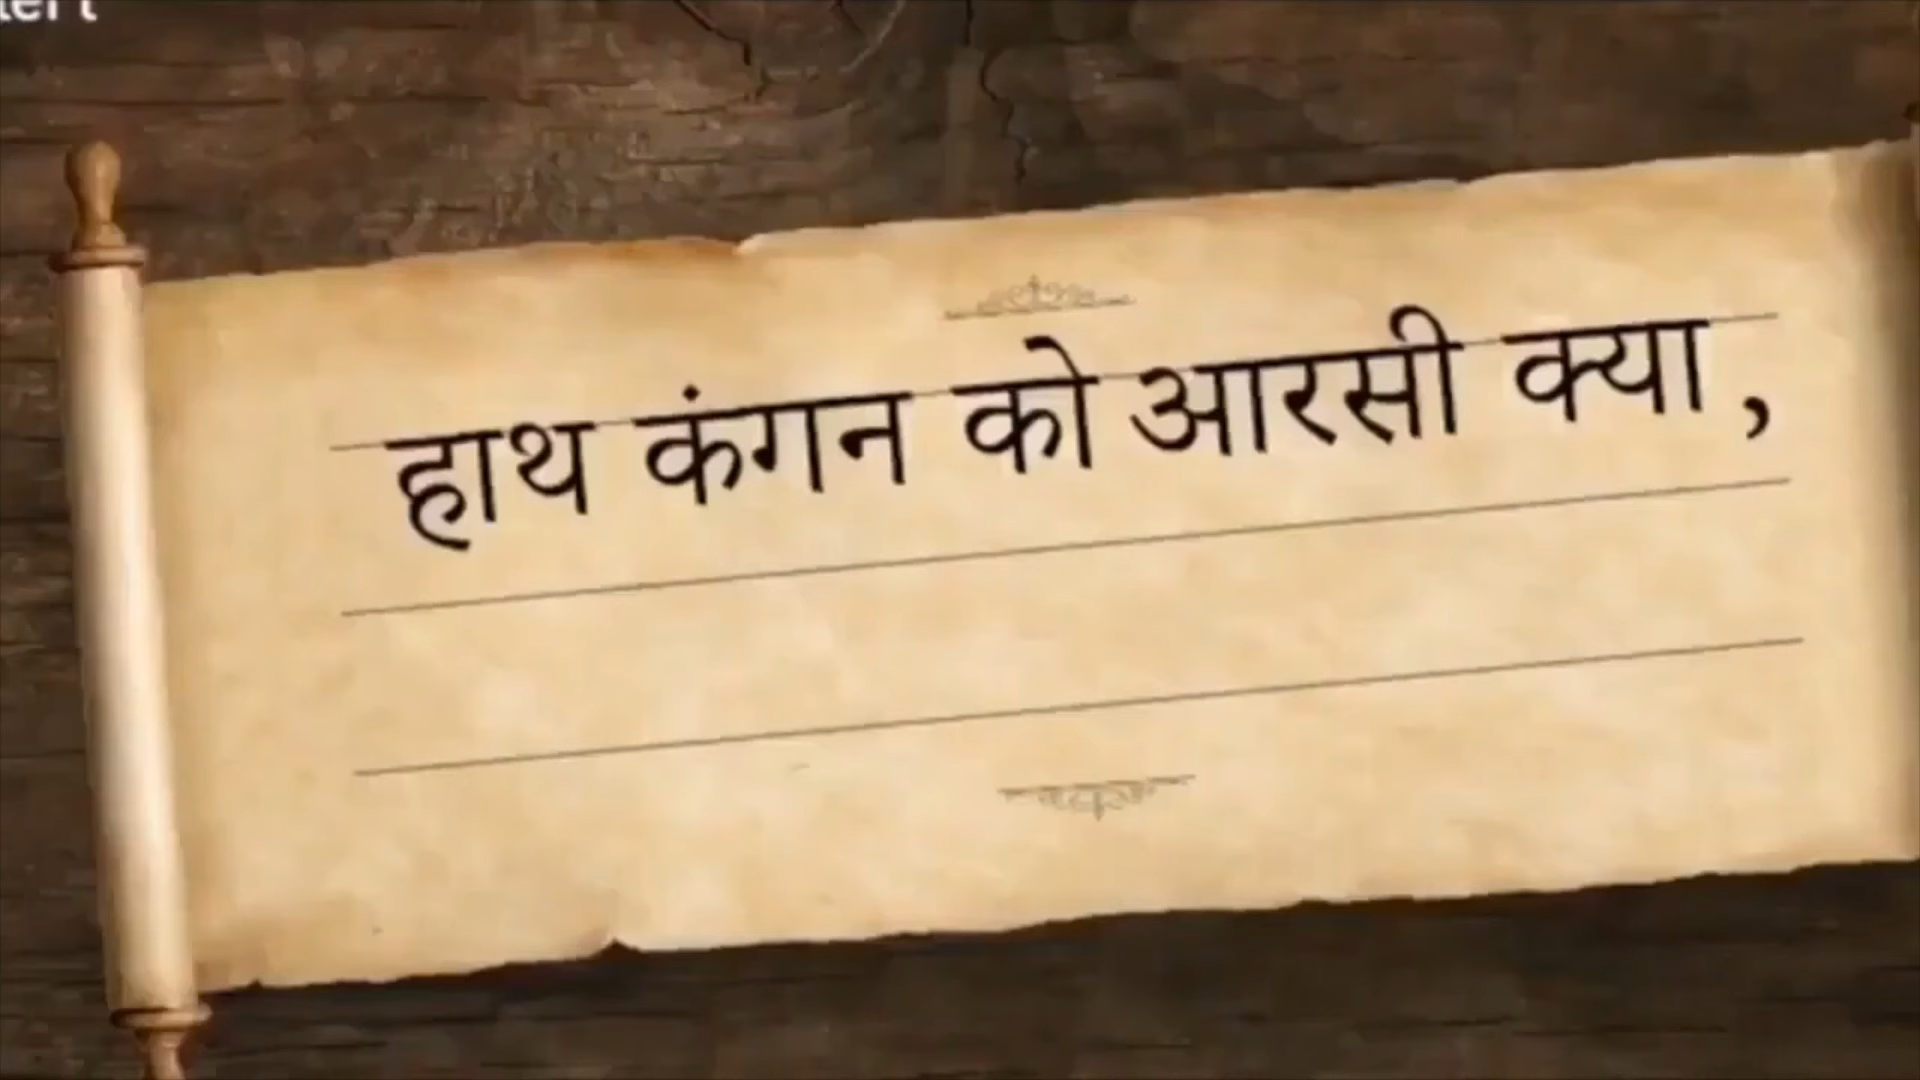 हाथ कंगन को आरसी क्या,